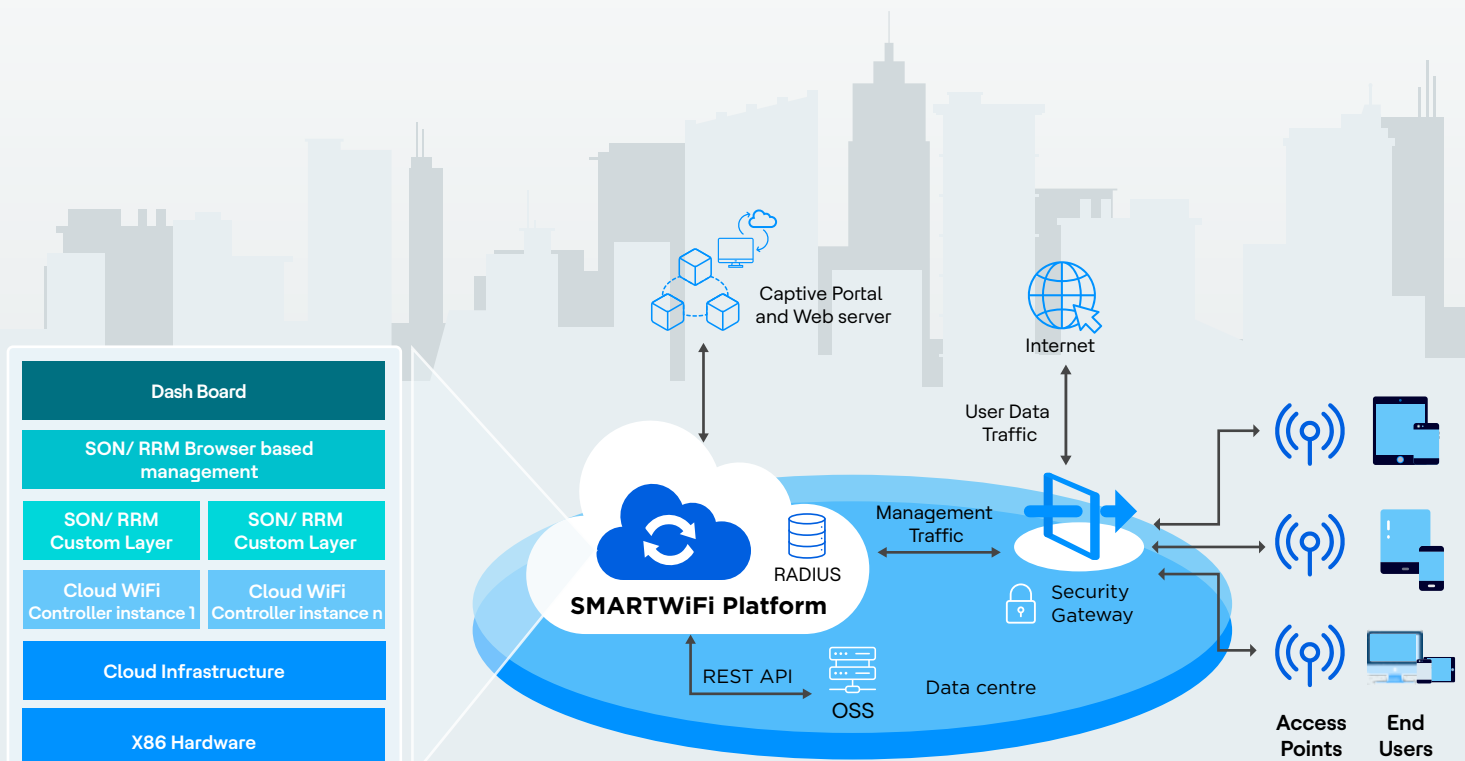 Captive Portal
and Web server
Internet
User Data
Traffic
Dash Board
SON/ RRM Browser based
management
SON/ RRM
Custom Layer
SON/ RRM
Custom Layer
Cloud WiFi
Controller instance 1
Cloud WiFi
Controller instance n
Cloud Infrastructure
X86 Hardware
RADIUS
SMARTWiFi Platform
Management
Traffic
Security
Gateway
REST API
OSS
Data centre
Access
Points
End
Users